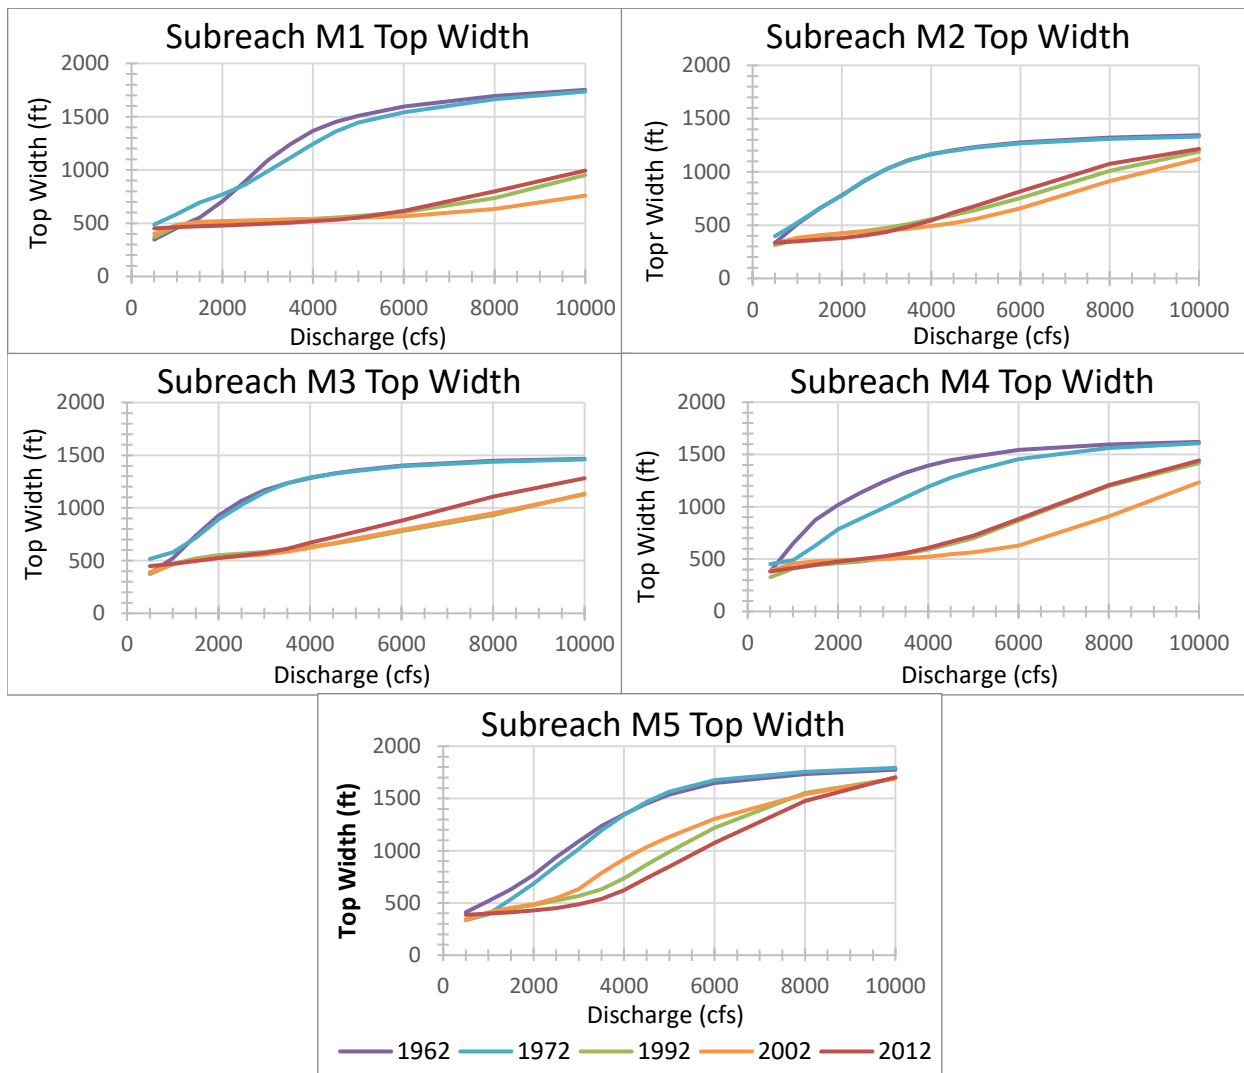 Subreach M1 Top Width
2000
1500
1000
500
0
0 2000 4000 6000 8000 10000
Top Width (ft)
Discharge (cfs)
Subreach M2 Top Width
2000
1500
1000
500
0
0 2000 4000 6000 8000 10000
Topr Width (ft)
Discharge (cfs)
Subreach M3 Top Width
2000
1500
1000
500
0
0 2000 4000 6000 8000 10000
Top Width (ft)
Discharge (cfs)
Subreach M4 Top Width
2000
1500
1000
500
0
0 2000 4000 6000 8000 10000
Top Width (ft)
Discharge (cfs)
Subreach M5 Top Width
2000
1500
1000
500
0
0 2000 4000 6000 8000 10000
Top Width (ft)
Discharge (cfs)
1962 1972 1992 2002 2012